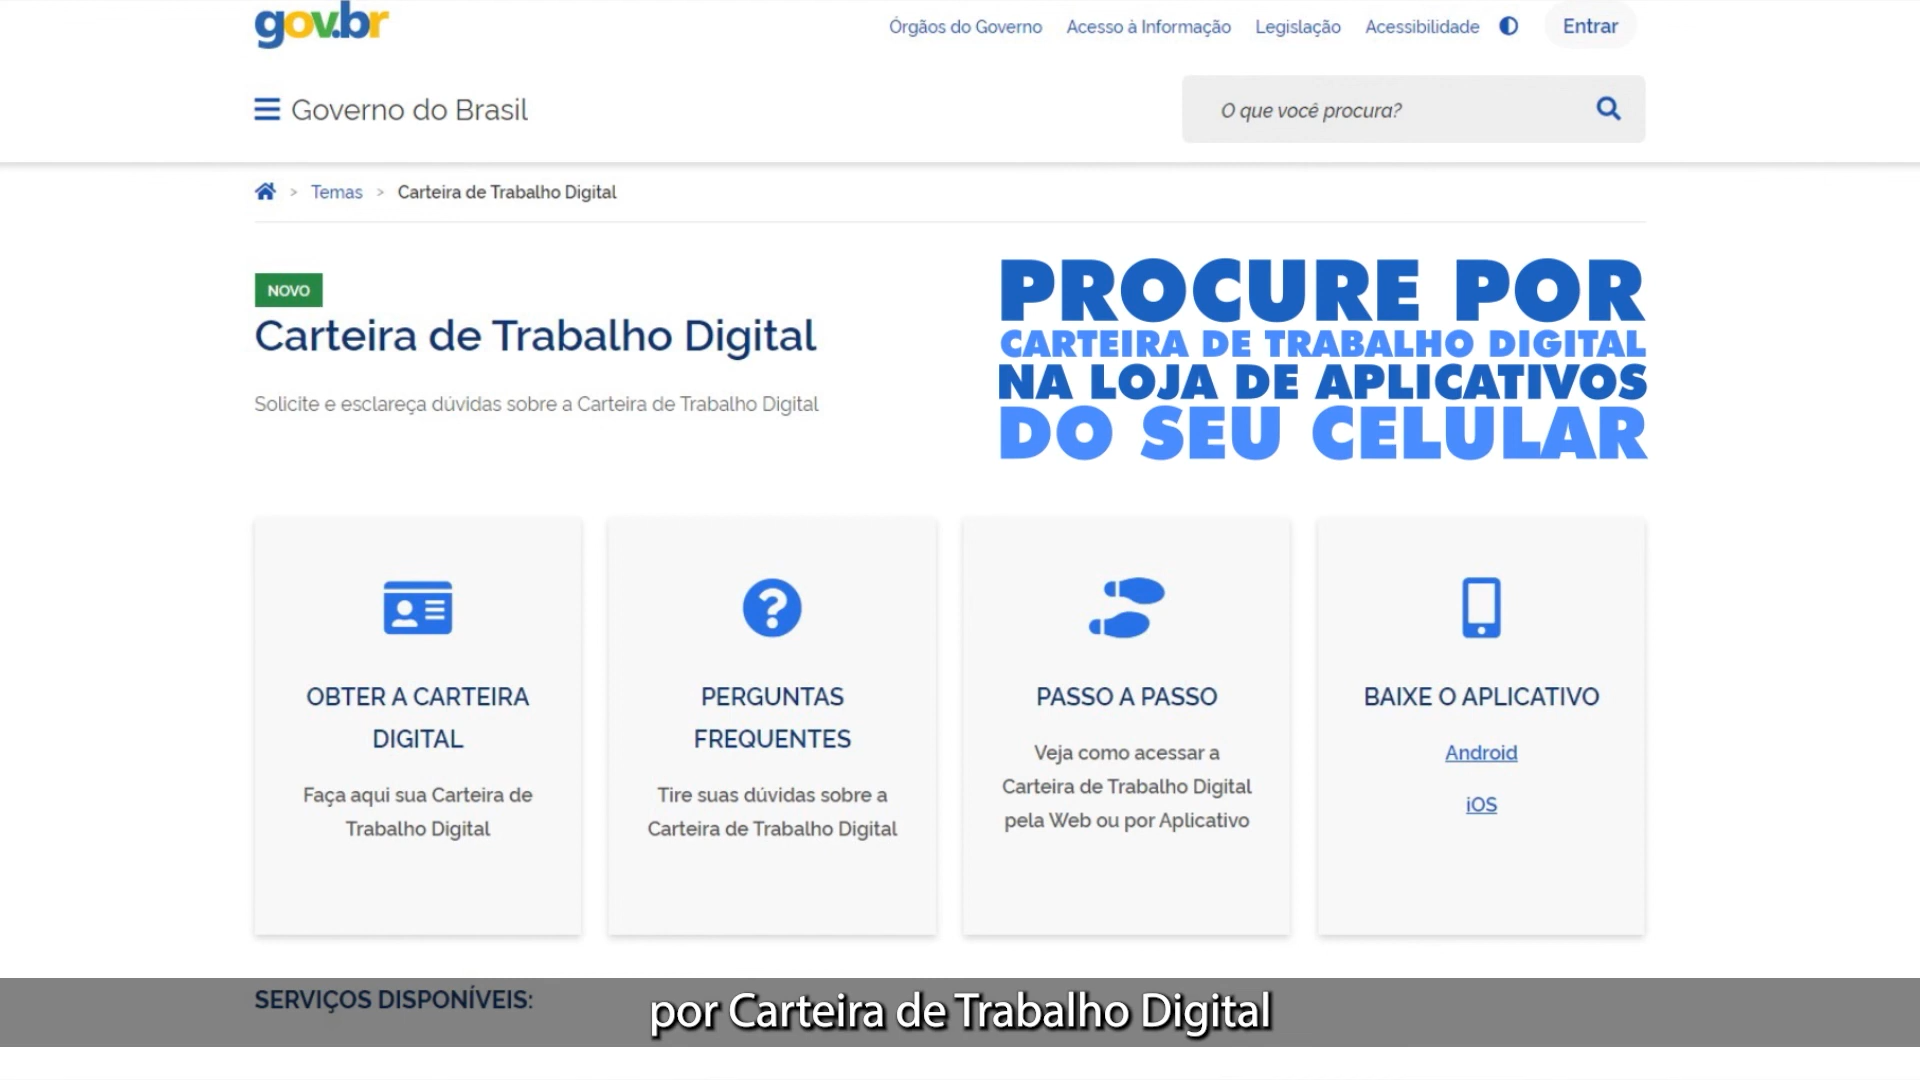 gov.br
Órgãos do Governo Acesso à Informação Legislação Acessibilidade Entrar
Governo do Brasil
O que você procura?
> Temas > Carteira de Trabalho Digital
NOVO
Carteira de Trabalho Digital
Solicite e esclareça dúvidas sobre a Carteira de Trabalho Digital
PROCURE POR
CARTEIRA DE TRABALHO DIGITAL
NA LOJA DE APLICATIVOS
DO SEU CELULAR
OBTER A CARTEIRA
DIGITAL
Faça aqui sua Carteira de
Trabalho Digital
PERGUNTAS
FREQUENTES
Tire suas dúvidas sobre a
Carteira de Trabalho Digital
PASSO A PASSO
Veja como acessar a
Carteira de Trabalho Digital
pela Web ou por Aplicativo
BAIXE O APLICATIVO
Android
iOS
SERVIÇOS DISPONÍVEIS:
por Carteira de Trabalho Digital